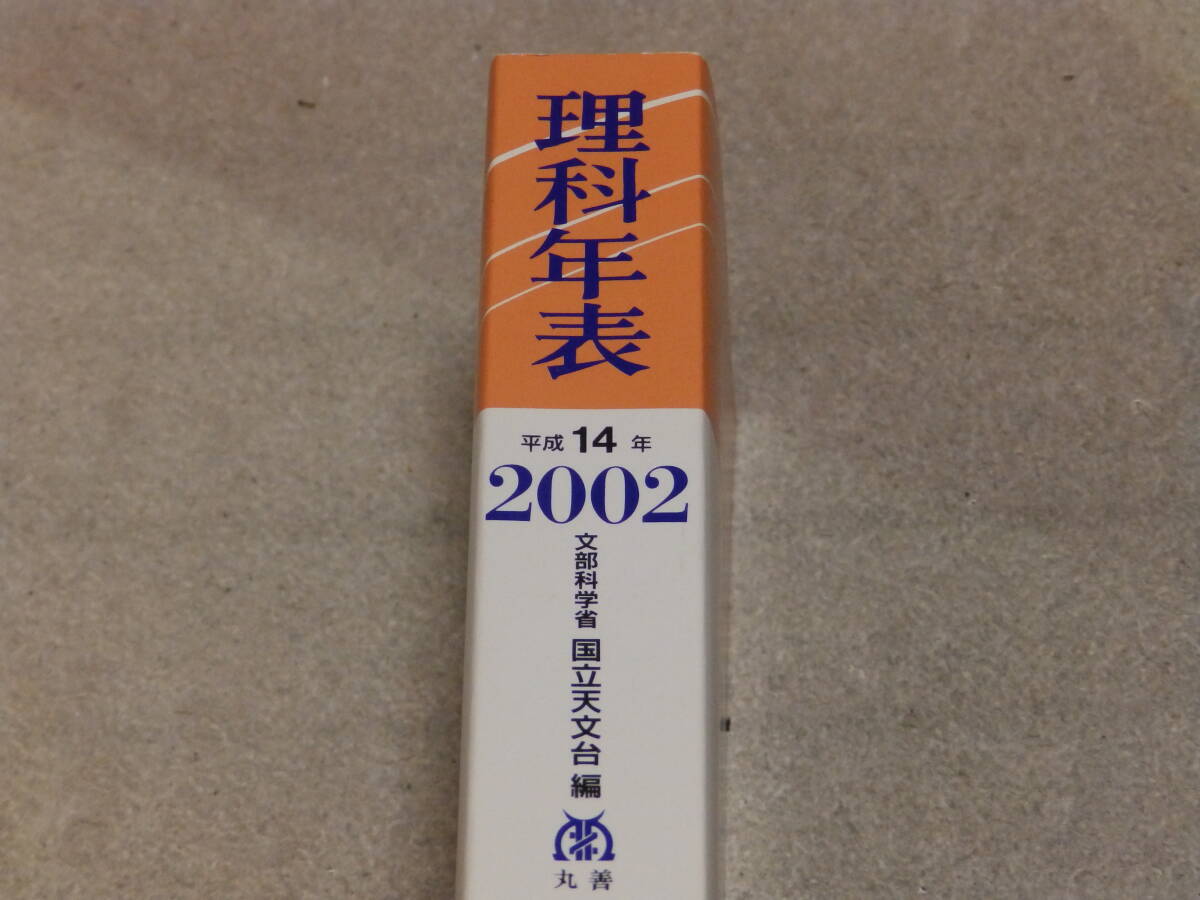 理科年表
平成 14 年
2002
文部科学省 国立天文台 編
丸善